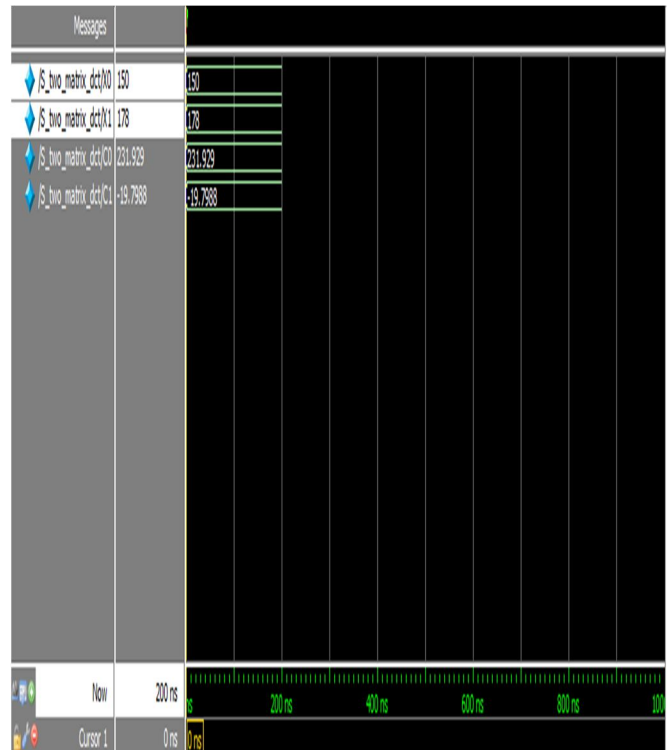 Messages
/S_two_matrix_dct/X0 150 150
/S_two_matrix_dct/X1 178 178
/S_two_matrix_dct/C0 231.929 231.929
/S_two_matrix_dct/C1 -19.7988 -19.7988
Now 200 ns ns 200 ns 400 ns 600 ns 800 ns 100
Cursor 1 0 ns 0 ns